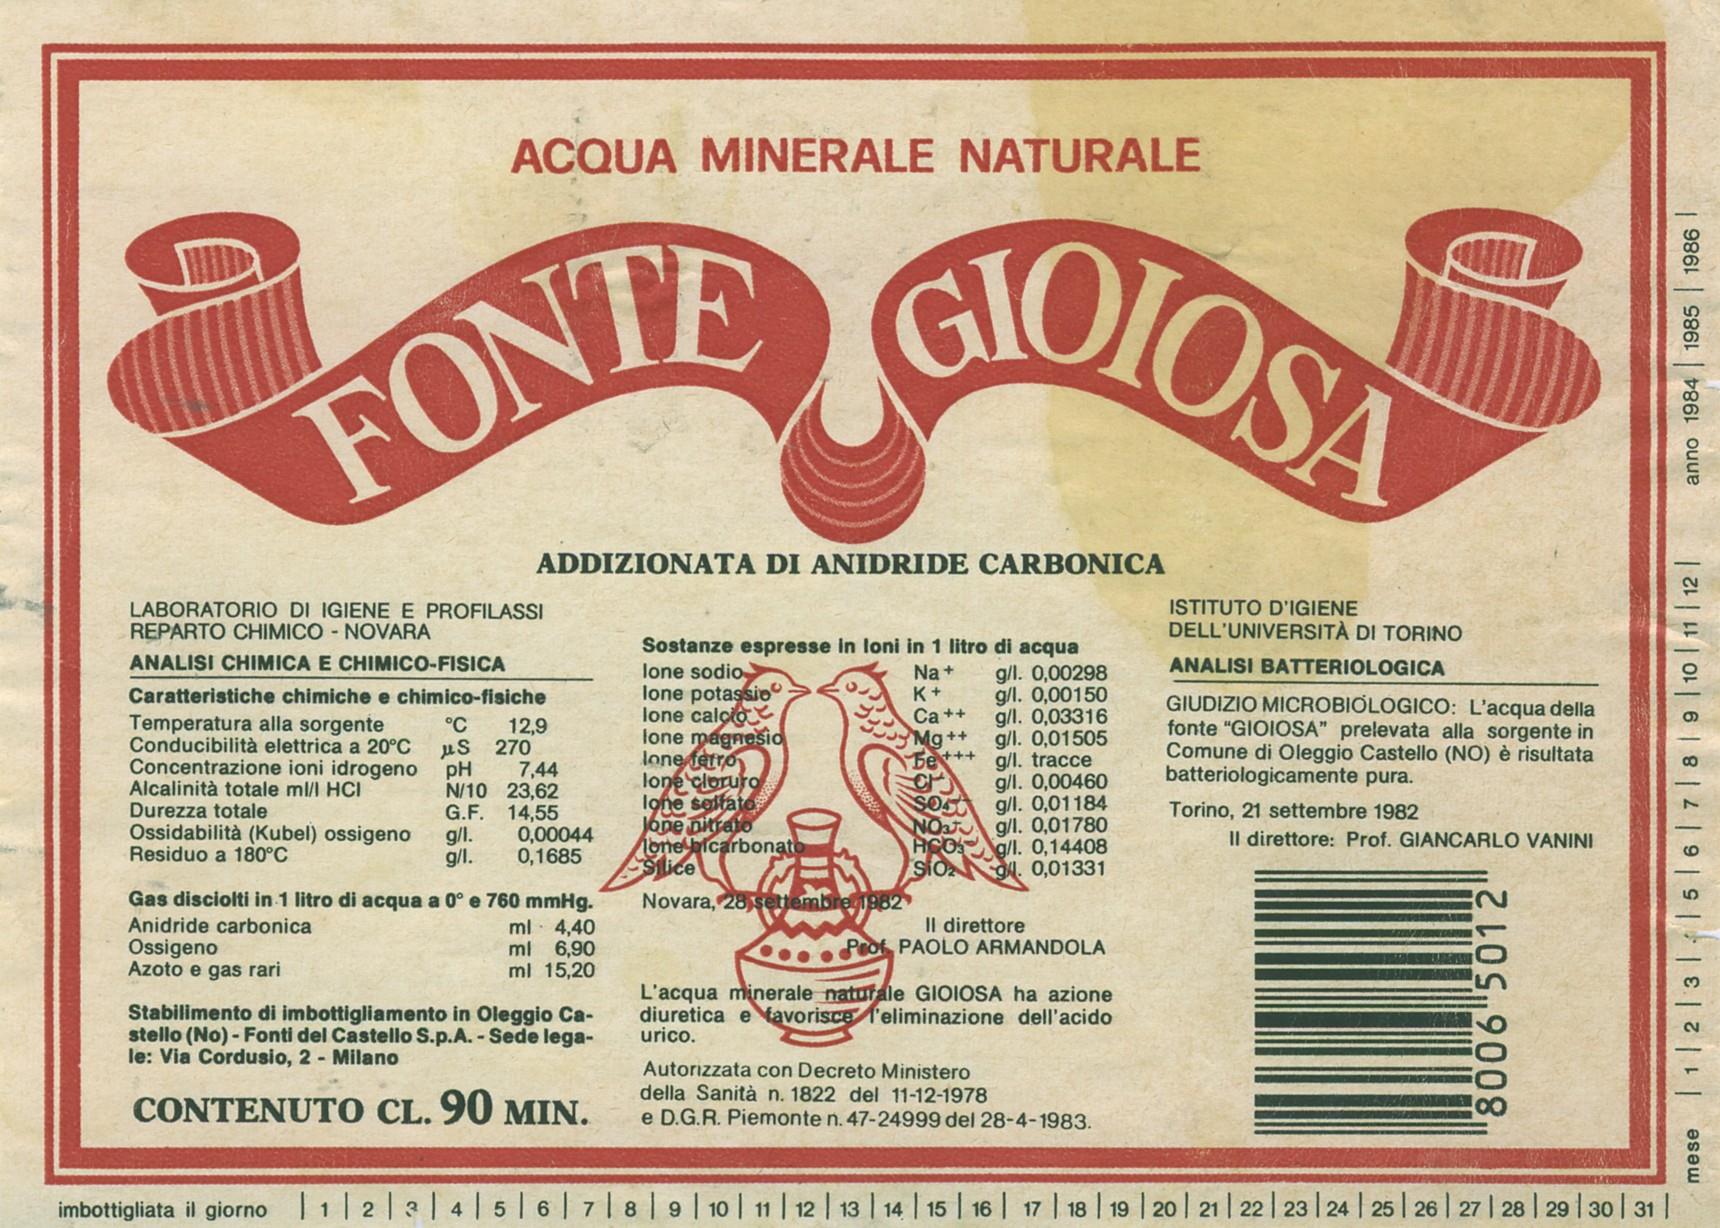 ACQUA MINERALE NATURALE
FONTE GIOIOSA
ADDIZIONATA DI ANIDRIDE CARBONICA
LABORATORIO DI IGIENE E PROFILASSI
REPARTO CHIMICO - NOVARA
ANALISI CHIMICA E CHIMICO-FISICA
Caratteristiche chimiche e chimico-fisiche
Temperatura alla sorgente °C 12,9
Conducibilità elettrica a 20°C µS 270
Concentrazione ioni idrogeno pH 7,44
Alcalinità totale ml/l HCl N/10 23,62
Durezza totale G.F. 14,55
Ossidabilità (Kubel) ossigeno g/l. 0,00044
Residuo a 180°C g/l. 0,1685
Gas disciolti in 1 litro di acqua a 0° e 760 mmHg.
Anidride carbonica ml 4,40
Ossigeno ml 6,90
Azoto e gas rari ml 15,20
Stabilimento di imbottigliamento in Oleggio Ca-
stello (No) - Fonti del Castello S.p.A. - Sede lega-
le: Via Cordusio, 2 - Milano
CONTENUTO CL. 90 MIN.
Sostanze espresse in Ioni in 1 litro di acqua
Ione sodio Na+ g/l. 0,00298
Ione potassio K+ g/l. 0,00150
Ione calcio Ca++ g/l. 0,03316
Ione magnesio Mg++ g/l. 0,01505
Ione ferro Fe+++ g/l. tracce
Ione cloruro Cl- g/l. 0,00460
Ione solfato SO₄-- g/l. 0,01184
Ione nitrato NO₃- g/l. 0,01780
Ione bicarbonato HCO₃- g/l. 0,14408
Silice SiO₂ g/l. 0,01331
Novara, 28 settembre 1982
Il direttore
Prof. PAOLO ARMANDOLA
L'acqua minerale naturale GIOIOSA ha azione
diuretica e favorisce l'eliminazione dell'acido
urico.
Autorizzata con Decreto Ministero
della Sanità n. 1822 del 11-12-1978
e D.G.R. Piemonte n. 47-24999 del 28-4-1983.
ISTITUTO D'IGIENE
DELL'UNIVERSITÀ DI TORINO
ANALISI BATTERIOLOGICA
GIUDIZIO MICROBIOLOGICO: L'acqua della
fonte "GIOIOSA" prelevata alla sorgente in
Comune di Oleggio Castello (NO) è risultata
batteriologicamente pura.
Torino, 21 settembre 1982
Il direttore: Prof. GIANCARLO VANINI
8006 5012
mese | 1 | 2 | 3 | 4 | 5 | 6 | 7 | 8 | 9 | 10 | 11 | 12 | anno 1984 | 1985 | 1986 |
imbottigliata il giorno | 1 | 2 | 3 | 4 | 5 | 6 | 7 | 8 | 9 | 10 | 11 | 12 | 13 | 14 | 15 | 16 | 17 | 18 | 19 | 20 | 21 | 22 | 23 | 24 | 25 | 26 | 27 | 28 | 29 | 30 | 31 |